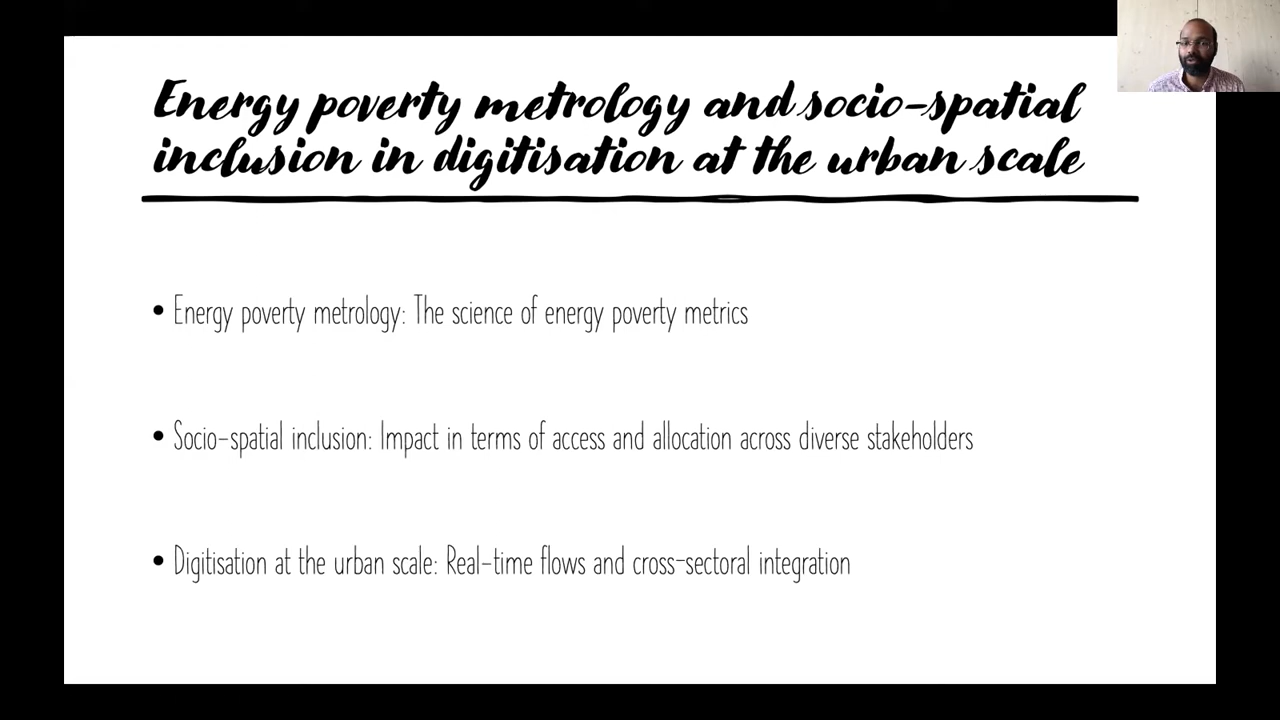 Energy poverty metrology and socio-spatial
inclusion in digitisation at the urban scale
• Energy poverty metrology: The science of energy poverty metrics
• Socio-spatial inclusion: Impact in terms of access and allocation across diverse stakeholders
• Digitisation at the urban scale: Real-time flows and cross-sectoral integration